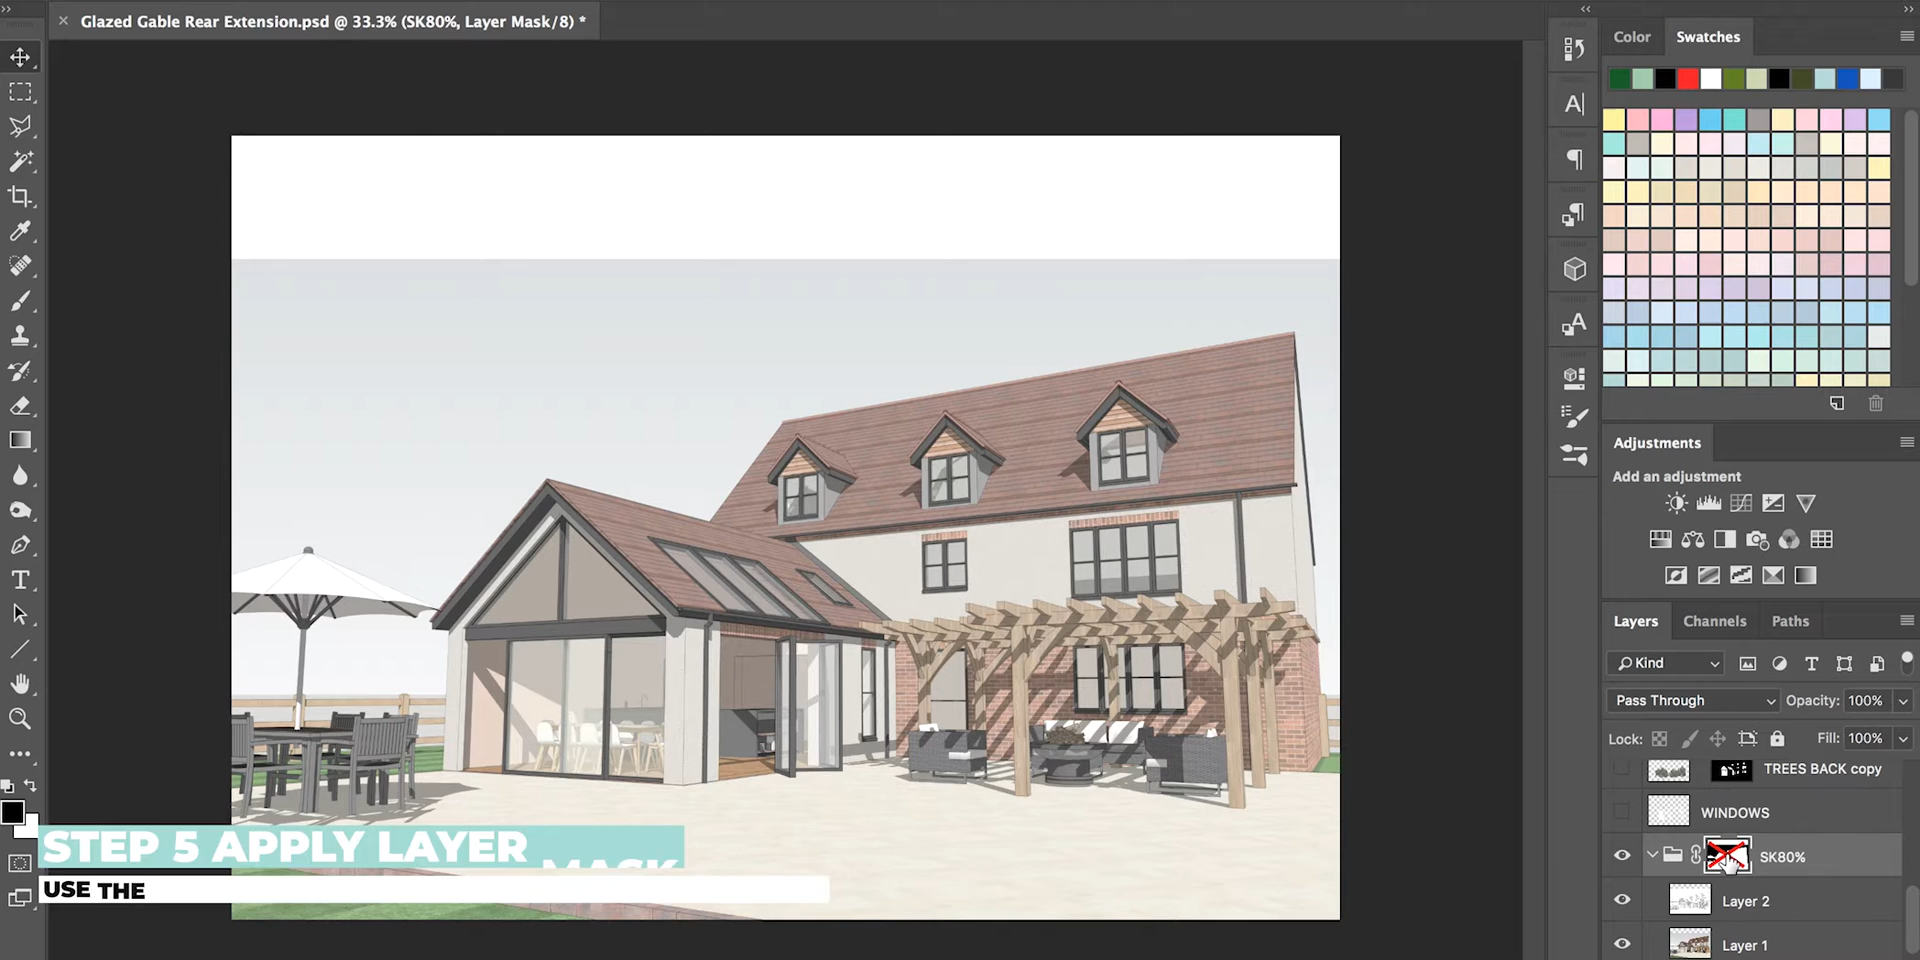 Glazed Gable Rear Extension.psd @ 33.3% (SK80%, Layer Mask/8) *
Color
Swatches
Adjustments
Add an adjustment
Layers
Channels
Paths
Kind
Pass Through
Opacity: 100%
Lock:
Fill: 100%
TREES BACK copy
WINDOWS
SK80%
Layer 2
Layer 1
STEP 5 APPLY LAYER MASK
USE THE